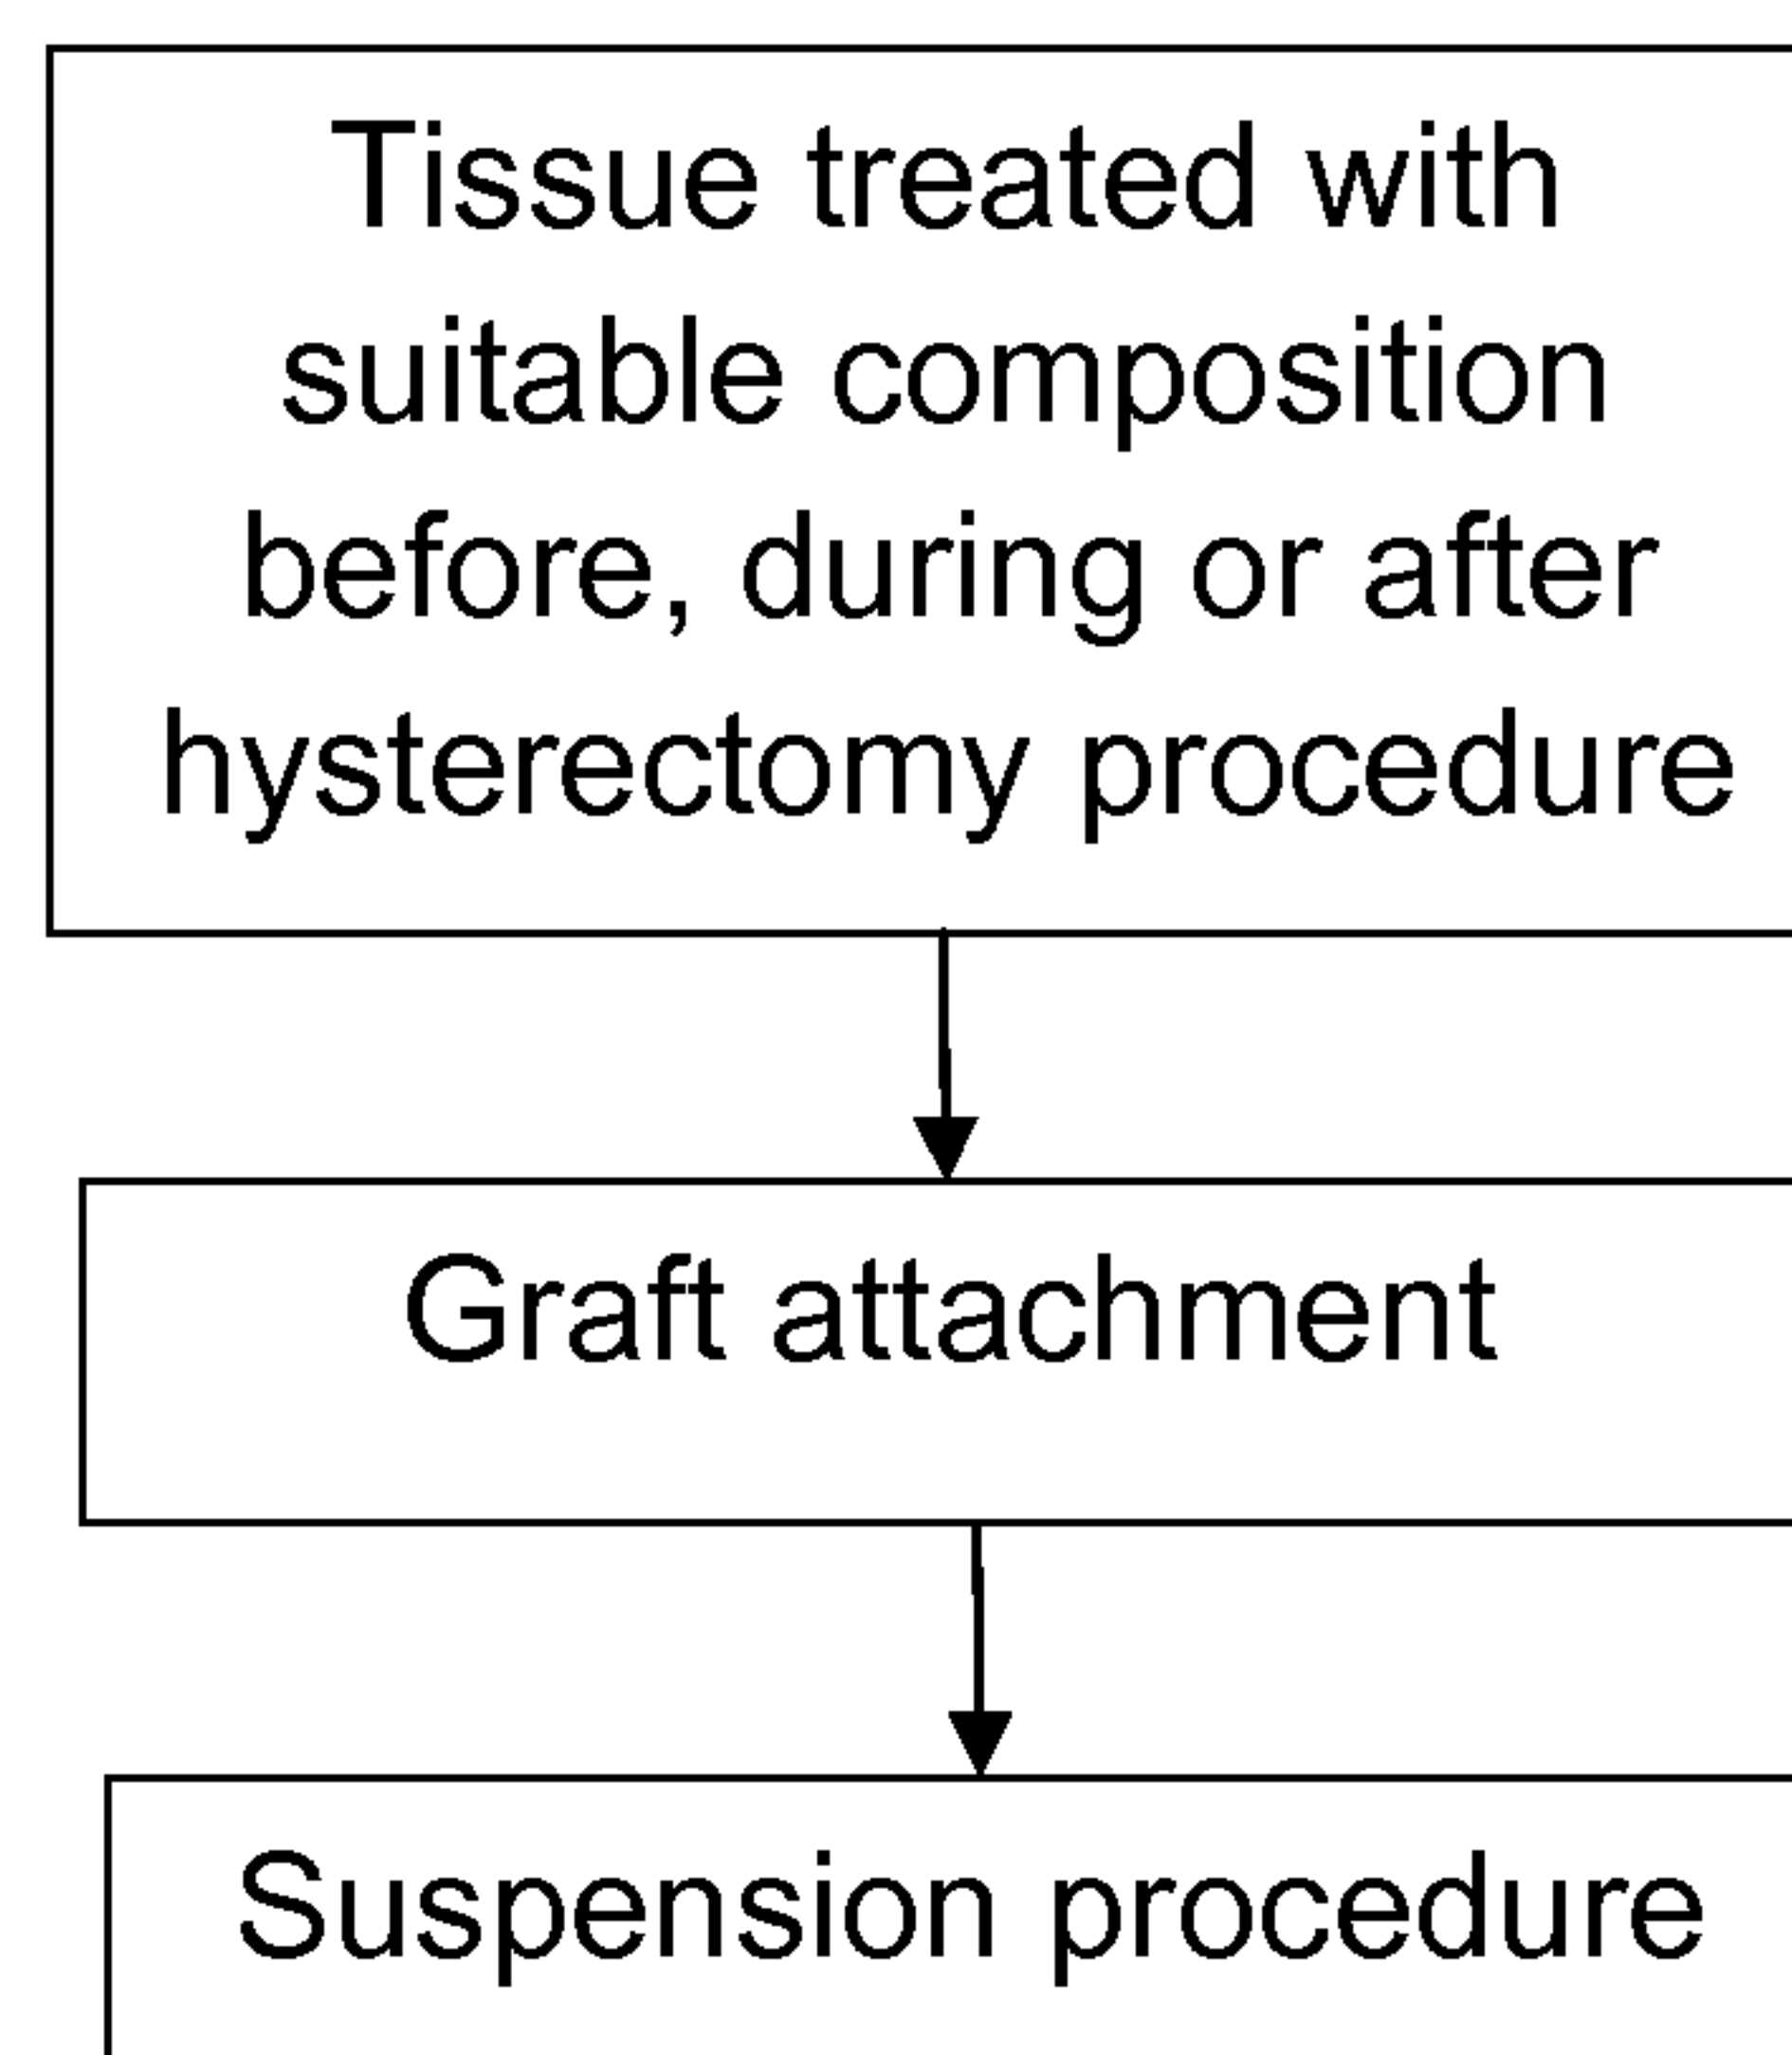 Tissue treated with
suitable composition
before, during or after
hysterectomy procedure
Graft attachment
Suspension procedure